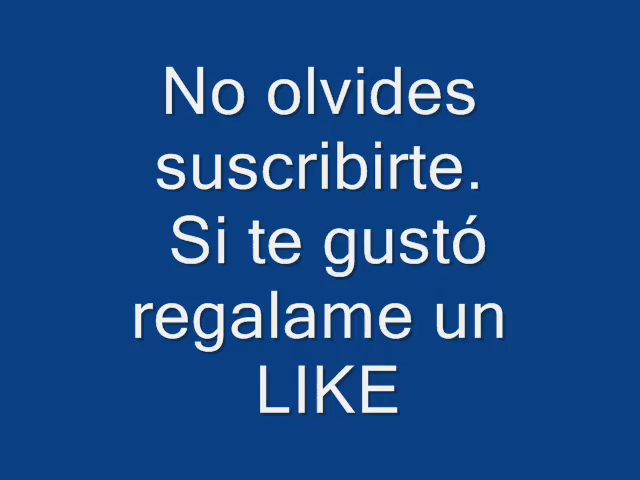 No olvides
suscribirte.
Si te gustó
regalame un
LIKE